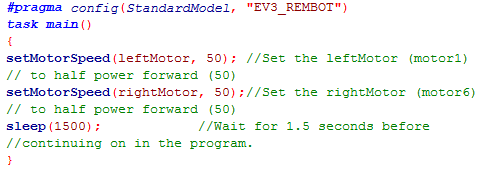 #pragma config(StandardModel, "EV3_REMBOT")
task main()
{
setMotorSpeed(leftMotor, 50); //Set the leftMotor (motor1)
// to half power forward (50)
setMotorSpeed(rightMotor, 50);//Set the rightMotor (motor6)
// to half power forward (50)
sleep(1500);            //Wait for 1.5 seconds before
//continuing on in the program.
}